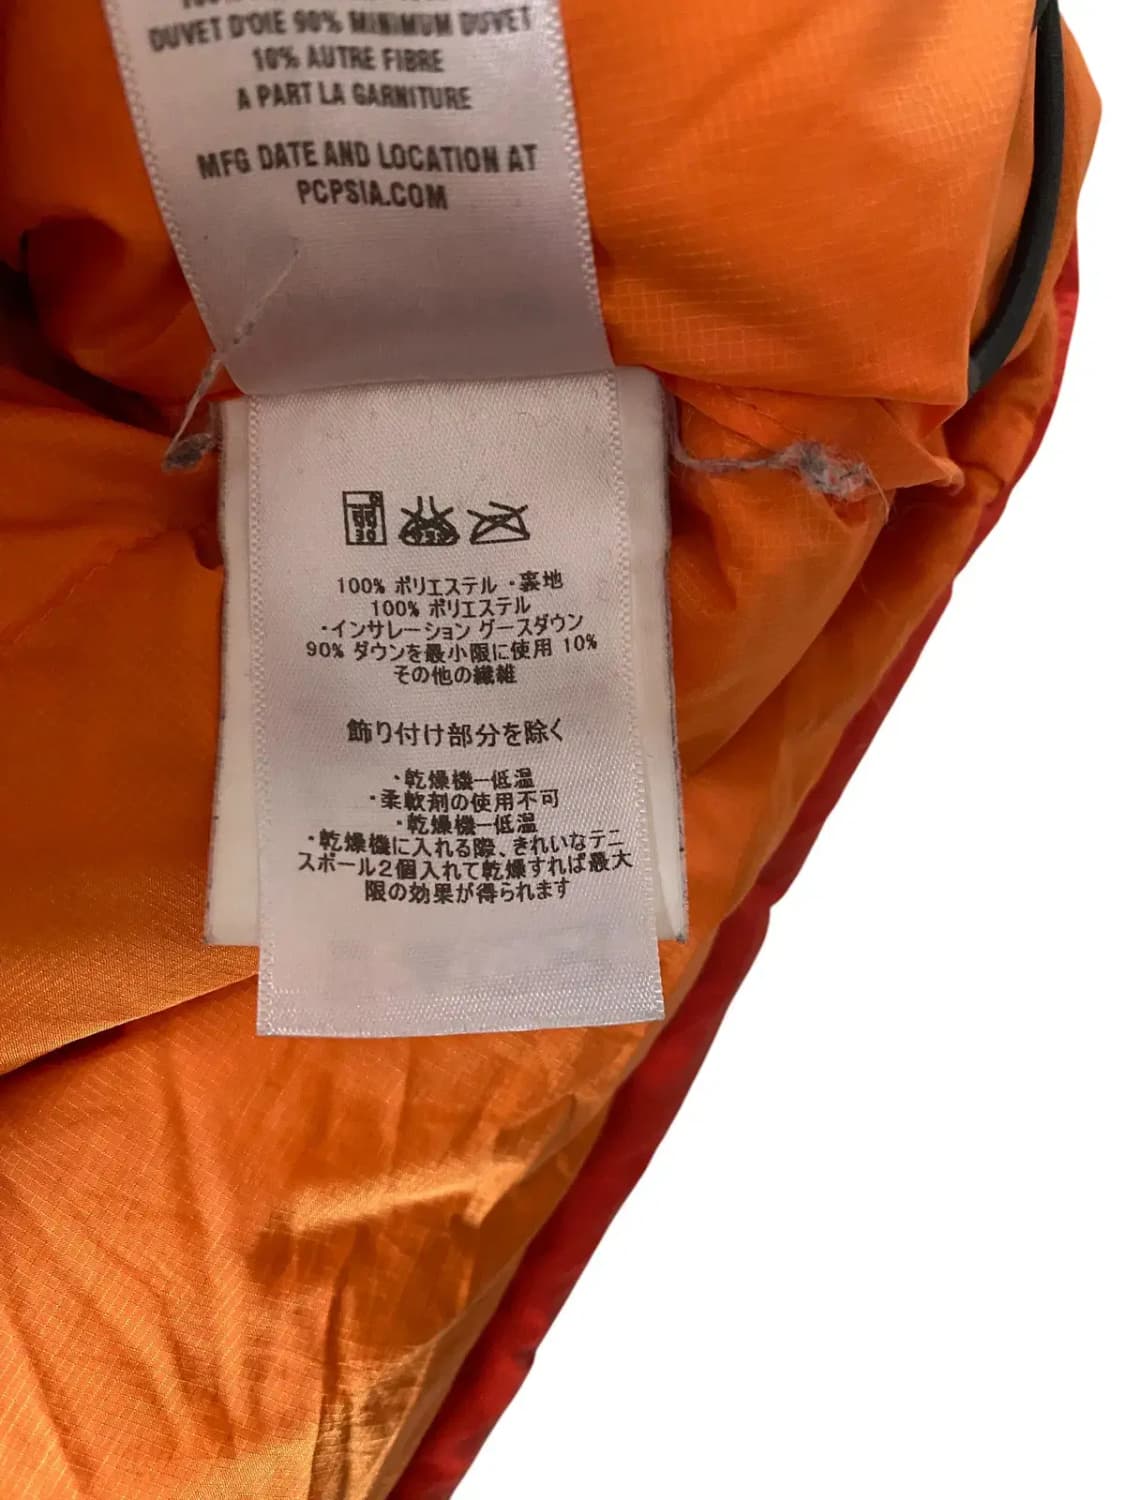 DUVET D'OIE 90% MINIMUM DUVET
10% AUTRE FIBRE
A PART LA GARNITURE
MFG DATE AND LOCATION AT
PCPSIA.COM
100% ポリエステル ・裏地
100% ポリエステル
・インサレーション グースダウン
90% ダウンを最小限に使用 10%
その他の繊維
飾り付け部分を除く
・乾燥機ー低温
・柔軟剤の使用不可
・乾燥機ー低温
・乾燥機に入れる際、きれいなテニ
スボール2個入れて乾燥すれば最大
限の効果が得られます